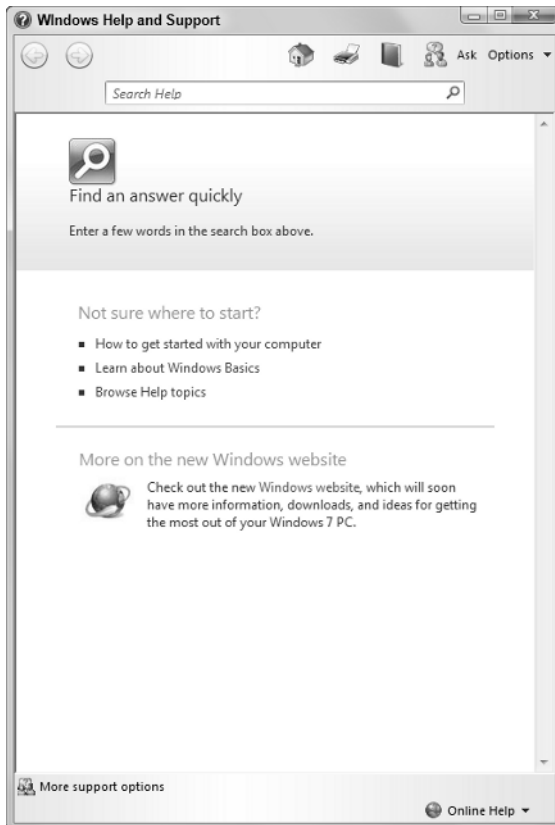 WIndows Help and Support
Ask Options
Search Help
Find an answer quickly
Enter a few words in the search box above.
Not sure where to start?
How to get started with your computer
Learn about Windows Basics
Browse Help topics
More on the new Windows website
Check out the new Windows website, which will soon
have more information, downloads, and ideas for getting
the most out of your Windows 7 PC.
More support options
Online Help